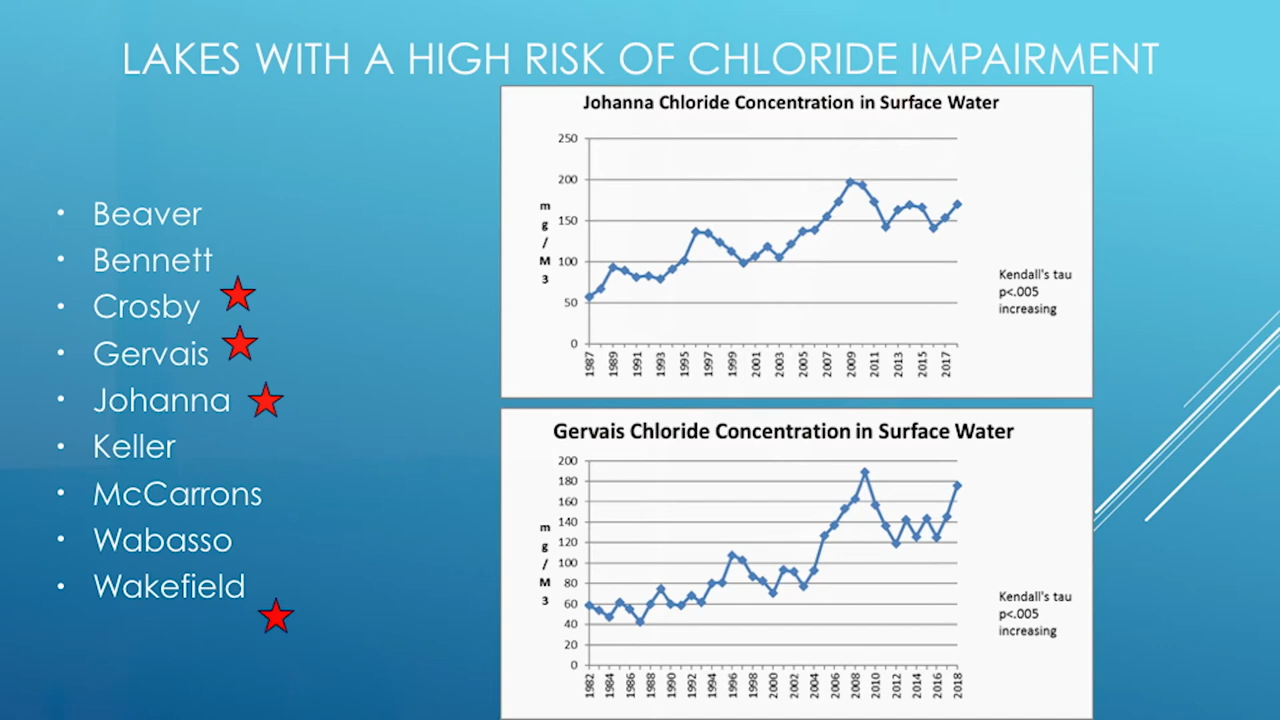 LAKES WITH A HIGH RISK OF CHLORIDE IMPAIRMENT
• Beaver
• Bennett
• Crosby
• Gervais
• Johanna
• Keller
• McCarrons
• Wabasso
• Wakefield
Johanna Chloride Concentration in Surface Water
250
200
150
100
50
0
m
g
/
M
3
1987 1989 1991 1993 1995 1997 1999 2001 2003 2005 2007 2009 2011 2013 2015 2017
Kendall's tau
p<.005
increasing
Gervais Chloride Concentration in Surface Water
200
180
160
140
120
100
80
60
40
20
0
m
g
/
M
3
1982 1984 1986 1988 1990 1992 1994 1996 1998 2000 2002 2004 2006 2008 2010 2012 2014 2016 2018
Kendall's tau
p<.005
increasing